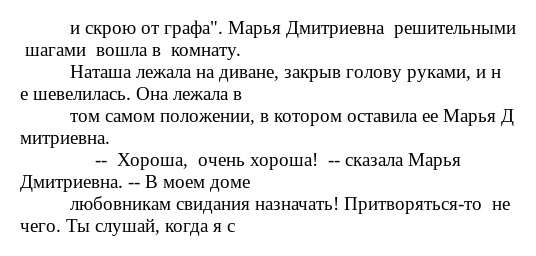 и скрою от графа". Марья Дмитриевна  решительными
шагами  вошла в  комнату.
Наташа лежала на диване, закрыв голову руками, и н
е шевелилась. Она лежала в
том самом положении, в котором оставила ее Марья Д
митриевна.
--  Хороша,  очень хороша!  -- сказала Марья
Дмитриевна. -- В моем доме
любовникам свидания назначать! Притворяться-то  не
чего. Ты слушай, когда я с